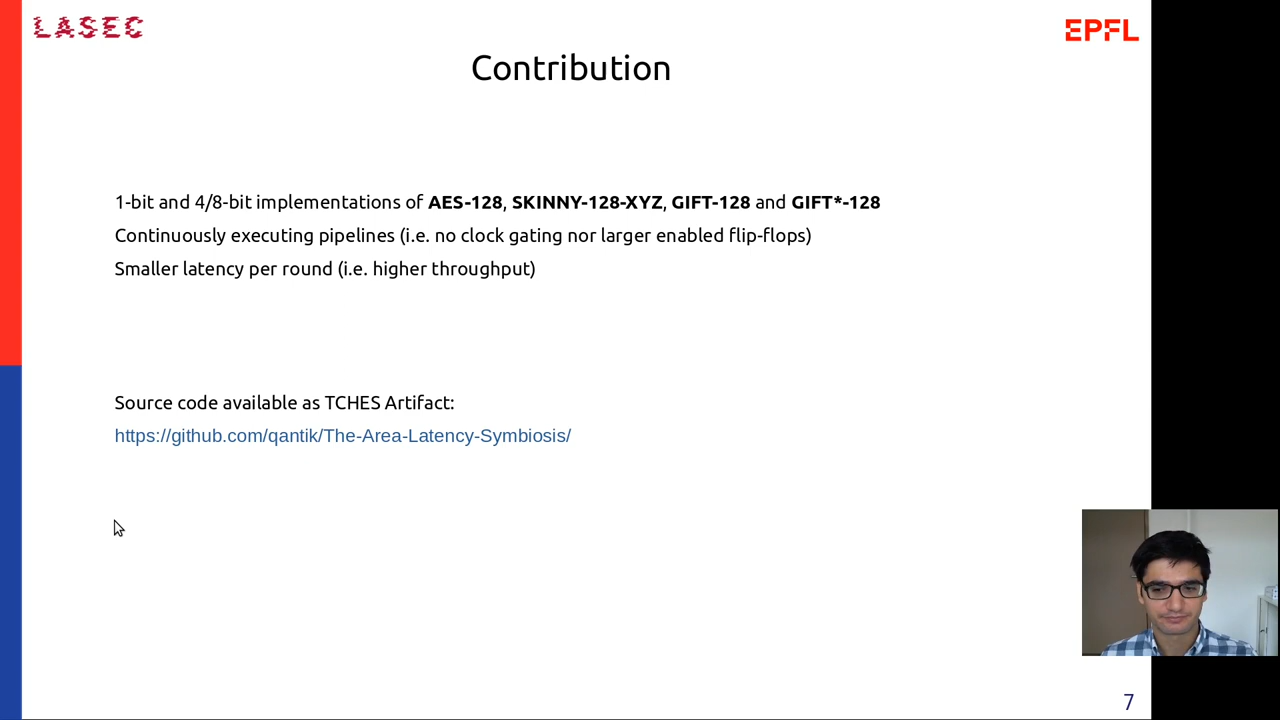 LASEC
EPFL
Contribution
1-bit and 4/8-bit implementations of AES-128, SKINNY-128-XYZ, GIFT-128 and GIFT*-128
Continuously executing pipelines (i.e. no clock gating nor larger enabled flip-flops)
Smaller latency per round (i.e. higher throughput)
Source code available as TCHES Artifact:
https://github.com/qantik/The-Area-Latency-Symbiosis/
7